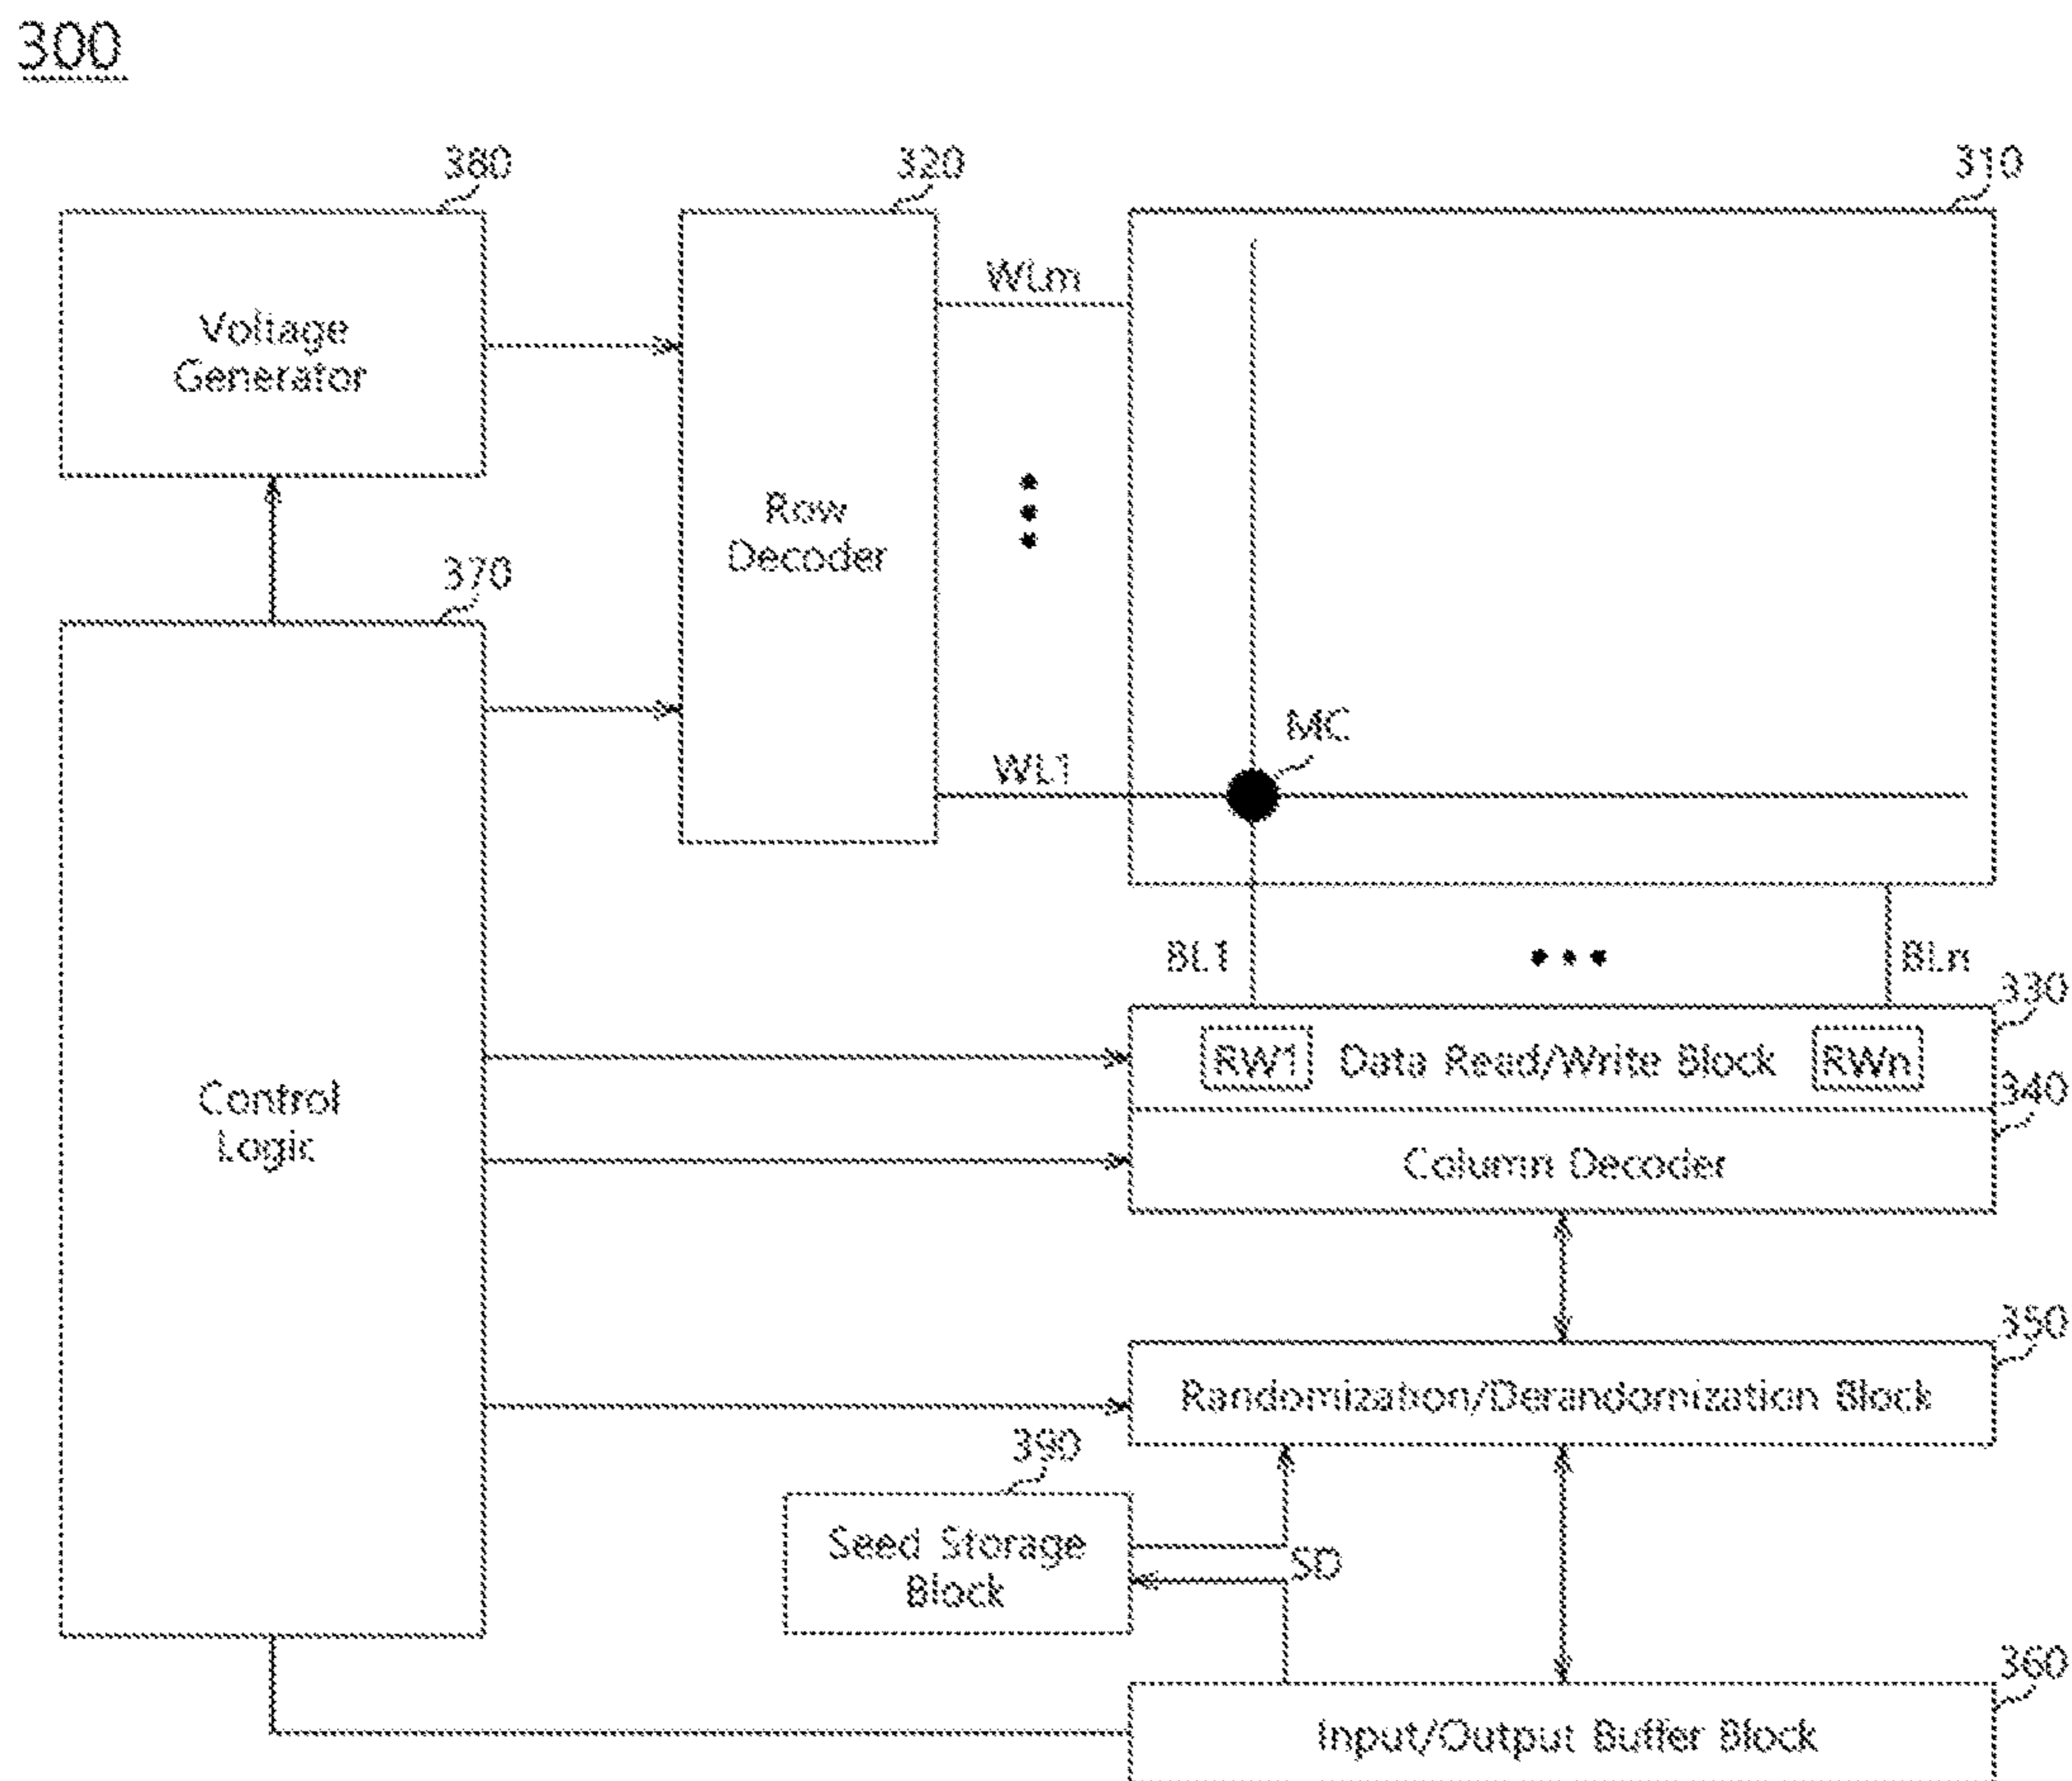 300
380
320
310
Voltage
Generator
WLm
Row
Decoder
370
MC
WL1
BL1
BLn
330
RW1 Data Read/Write Block RWn
340
Control
Logic
Column Decoder
350
Randomization/Derandomization Block
390
Seed Storage
Block
SD
360
Input/Output Buffer Block